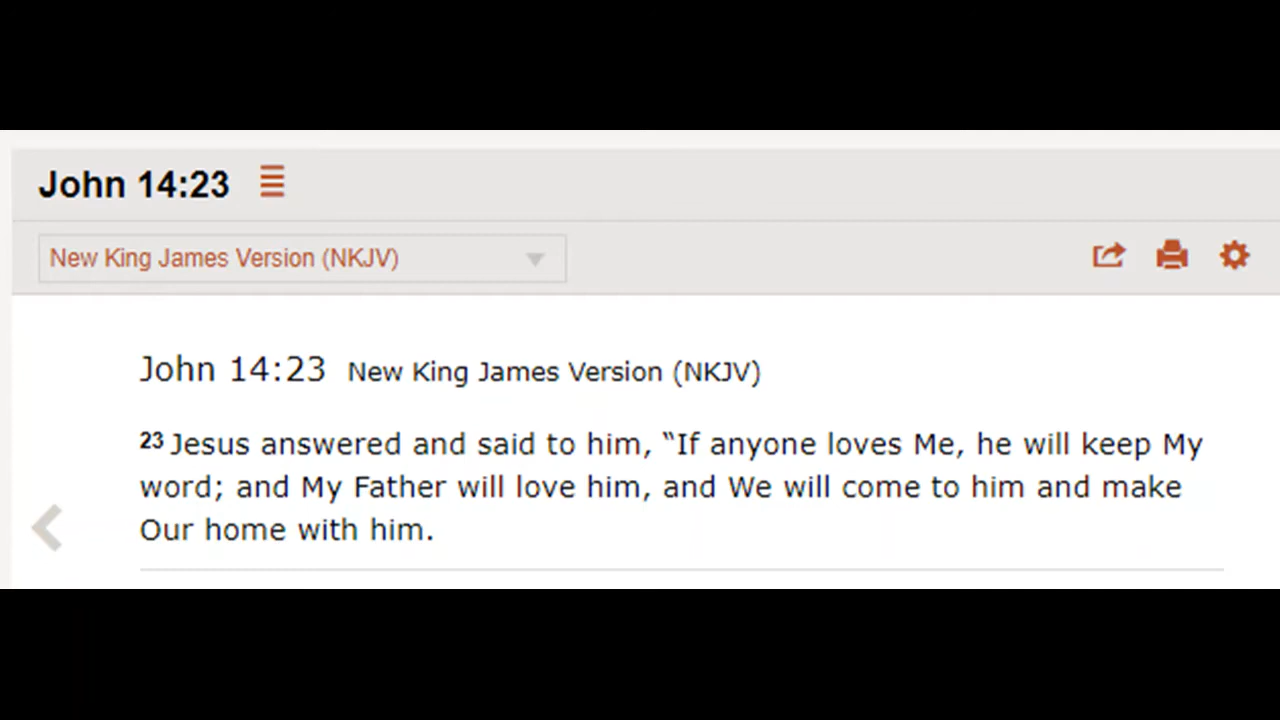 John 14:23
New King James Version (NKJV)
John 14:23 New King James Version (NKJV)
23 Jesus answered and said to him, “If anyone loves Me, he will keep My
word; and My Father will love him, and We will come to him and make
Our home with him.